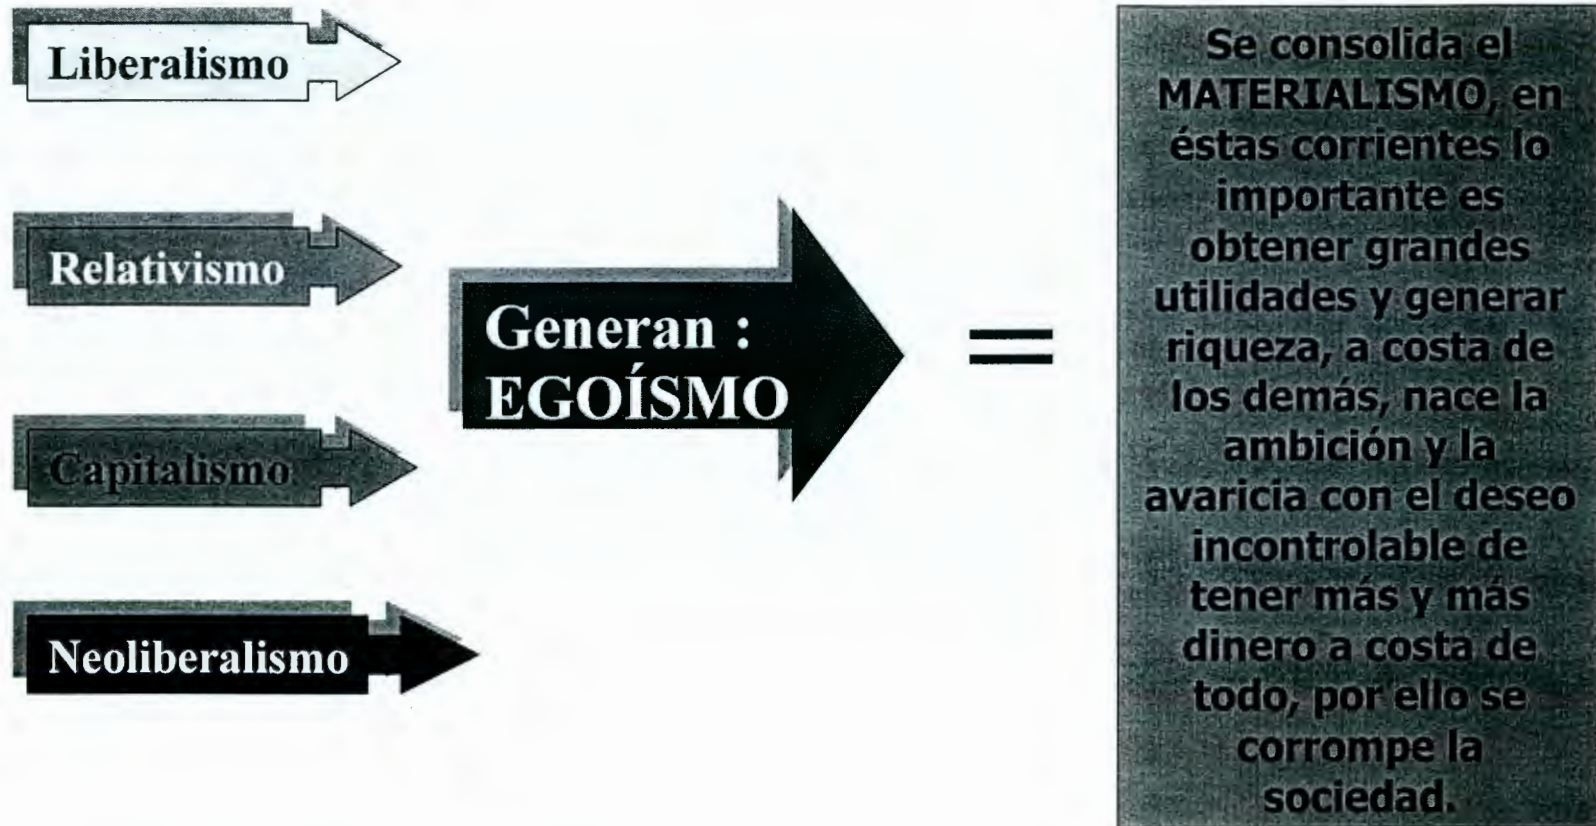 Liberalismo
Relativismo
Capitalismo
Neoliberalismo
Generan :
EGOÍSMO
=
Se consolida el
MATERIALISMO, en
éstas corrientes lo
importante es
obtener grandes
utilidades y generar
riqueza, a costa de
los demás, nace la
ambición y la
avaricia con el deseo
incontrolable de
tener más y más
dinero a costa de
todo, por ello se
corrompe la
sociedad.